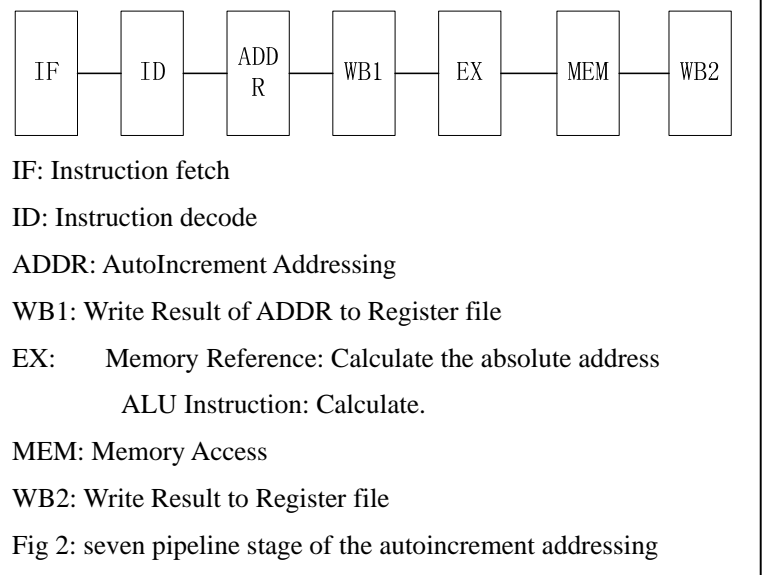 IF ID ADD R WB1 EX MEM WB2
IF: Instruction fetch
ID: Instruction decode
ADDR: AutoIncrement Addressing
WB1: Write Result of ADDR to Register file
EX: Memory Reference: Calculate the absolute address
ALU Instruction: Calculate.
MEM: Memory Access
WB2: Write Result to Register file
Fig 2: seven pipeline stage of the autoincrement addressing